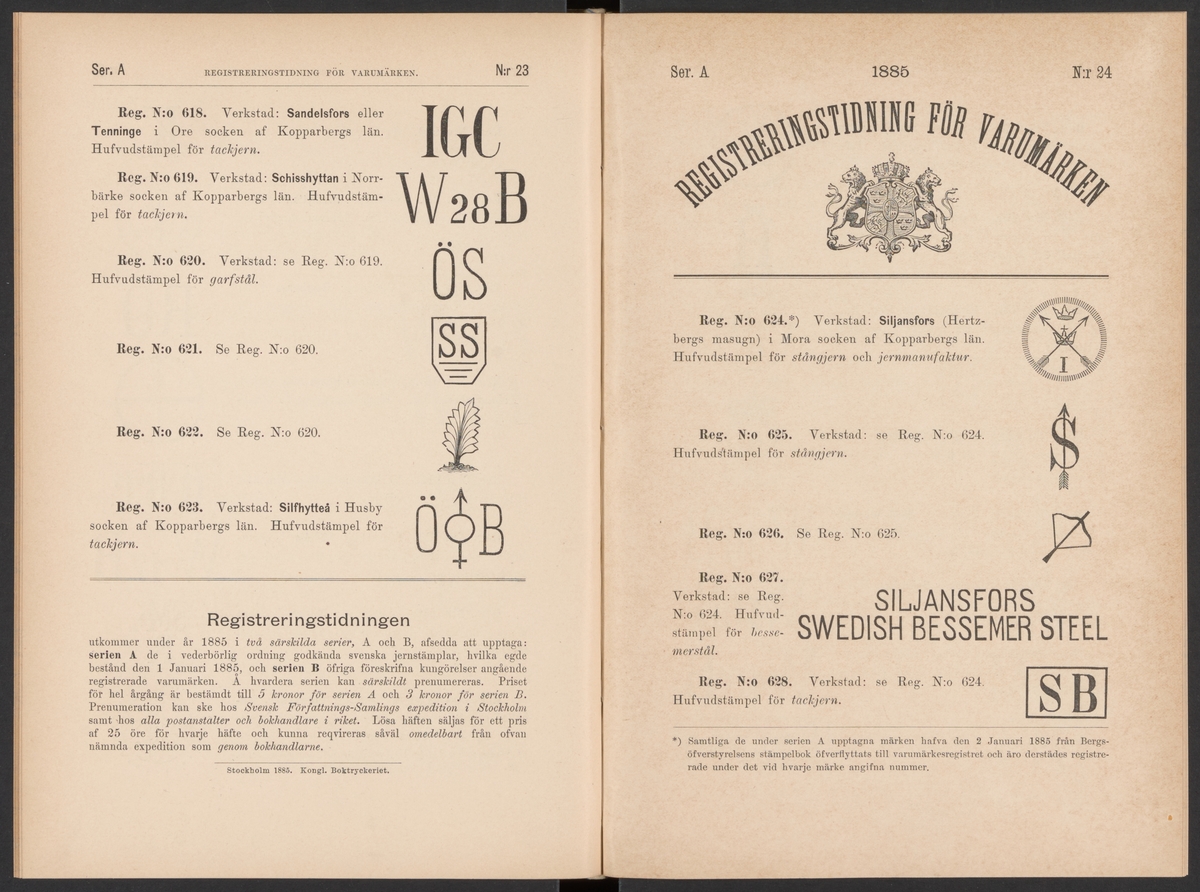 Ser. A REGISTRERINGSTIDNING FÖR VARUMÄRKEN. N:r 23
Reg. N:o 618. Verkstad: Sandelsfors eller
Tenninge i Ore socken af Kopparbergs län.
Hufvudstämpel för tackjern.
IGC
Reg. N:o 619. Verkstad: Schisshyttan i Norr-
bärke socken af Kopparbergs län. Hufvudstäm-
pel för tackjern.
W28B
Reg. N:o 620. Verkstad: se Reg. N:o 619.
Hufvudstämpel för garfstål.
ÖS
Reg. N:o 621. Se Reg. N:o 620.
SS
Reg. N:o 622. Se Reg. N:o 620.
Reg. N:o 623. Verkstad: Silfhytteå i Husby
socken af Kopparbergs län. Hufvudstämpel för
tackjern.
Ö B
Registreringstidningen
utkommer under år 1885 i två särskilda serier, A och B, afsedda att upptaga:
serien A de i vederbörlig ordning godkända svenska jernstämplar, hvilka egde
bestånd den 1 Januari 1885, och serien B öfriga föreskrifna kungörelser angående
registrerade varumärken. Å hvardera serien kan särskildt prenumereras. Priset
för hel årgång är bestämdt till 5 kronor för serien A och 3 kronor för serien B.
Prenumeration kan ske hos Svensk Författnings-Samlings expedition i Stockholm
samt hos alla postanstalter och bokhandlare i riket. Lösa häften säljas för ett pris
af 25 öre för hvarje häfte och kunna reqvireras såväl omedelbart från ofvan
nämnda expedition som genom bokhandlarne.
Stockholm 1885. Kongl. Boktryckeriet.
Ser. A 1885 N:r 24
REGISTRERINGSTIDNING FÖR VARUMÄRKEN
Reg. N:o 624.*) Verkstad: Siljansfors (Hertz-
bergs masugn) i Mora socken af Kopparbergs län.
Hufvudstämpel för stångjern och jernmanufaktur.
I
Reg. N:o 625. Verkstad: se Reg. N:o 624.
Hufvudstämpel för stångjern.
S
Reg. N:o 626. Se Reg. N:o 625.
Reg. N:o 627.
Verkstad: se Reg.
N:o 624. Hufvud-
stämpel för besse-
merstål.
SILJANSFORS
SWEDISH BESSEMER STEEL
Reg. N:o 628. Verkstad: se Reg. N:o 624.
Hufvudstämpel för tackjern.
SB
*) Samtliga de under serien A upptagna märken hafva den 2 Januari 1885 från Bergs-
öfverstyrelsens stämpelbok öfverflyttats till varumärkesregistret och äro derstädes registre-
rade under det vid hvarje märke angifna nummer.